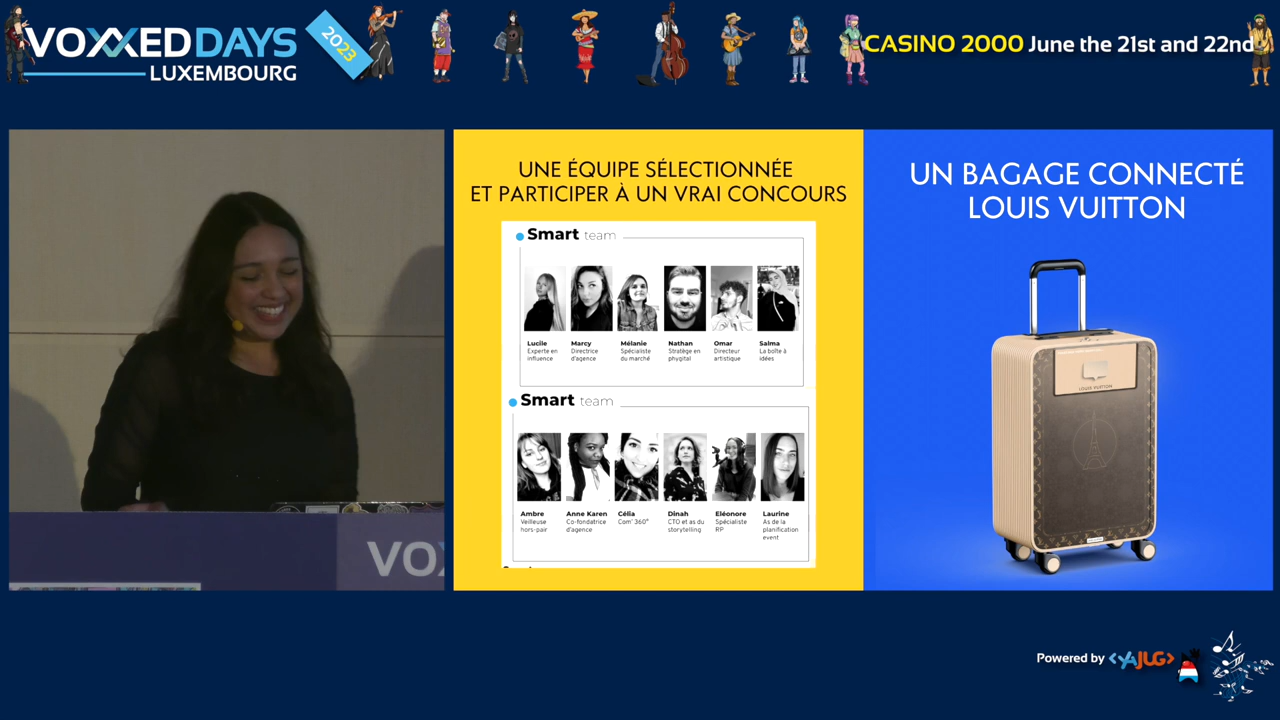 VOXXEDDAYS
LUXEMBOURG
2023
CASINO 2000 June the 21st and 22nd
UNE ÉQUIPE SÉLECTIONNÉE
ET PARTICIPER À UN VRAI CONCOURS
Smart team
Lucile
Experte en
influence
Marcy
Directrice
d'agence
Mélanie
Spécialiste
du marché
Nathan
Stratège en
phygital
Omar
Directeur
artistique
Salma
La boîte à
idées
Smart team
Ambre
Veilleuse
hors-pair
Anne Karen
Co-fondatrice
d'agence
Célia
Com' 360°
Dinah
CTO et as du
storytelling
Eléonore
Spécialiste
RP
Laurine
As de la
planification
event
UN BAGAGE CONNECTÉ
LOUIS VUITTON
LOUIS VUITTON
VOX
Powered by <YAJUG>